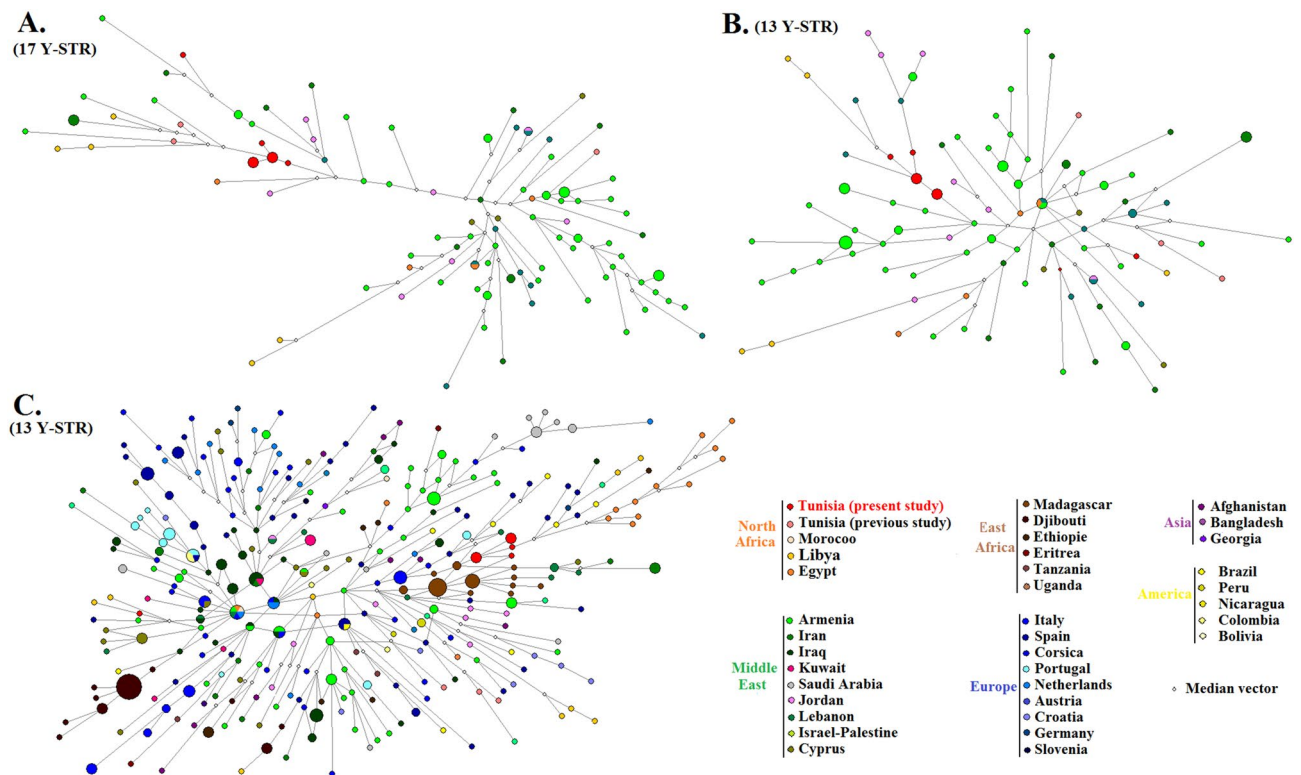 A.
(17 Y-STR)
B. (13 Y-STR)
C.
(13 Y-STR)
North Africa
Tunisia (present study)
Tunisia (previous study)
Morocoo
Libya
Egypt
East Africa
Madagascar
Djibouti
Ethiopie
Eritrea
Tanzania
Uganda
Asia
Afghanistan
Bangladesh
Georgia
America
Brazil
Peru
Nicaragua
Colombia
Bolivia
Middle East
Armenia
Iran
Iraq
Kuwait
Saudi Arabia
Jordan
Lebanon
Israel-Palestine
Cyprus
Europe
Italy
Spain
Corsica
Portugal
Netherlands
Austria
Croatia
Germany
Slovenia
Median vector